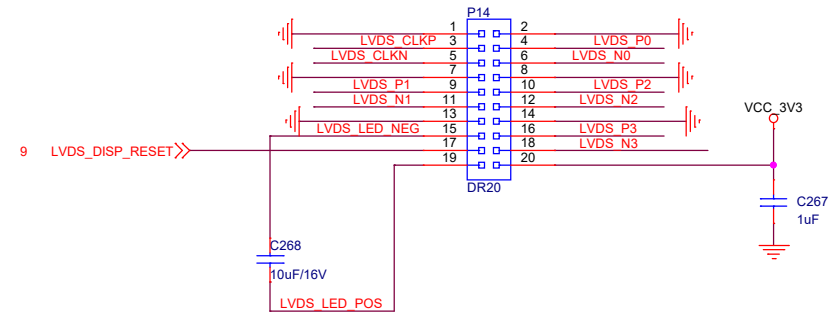 P14
1 2
LVDS_CLKP 3 4 LVDS_P0
LVDS_CLKN 5 6 LVDS_N0
7 8
LVDS_P1 9 10 LVDS_P2
LVDS_N1 11 12 LVDS_N2
13 14
VCC_3V3
LVDS_LED_NEG 15 16 LVDS_P3
9 LVDS_DISP_RESET 17 18 LVDS_N3
19 20
DR20
C267
1uF
C268
10uF/16V
LVDS_LED_POS